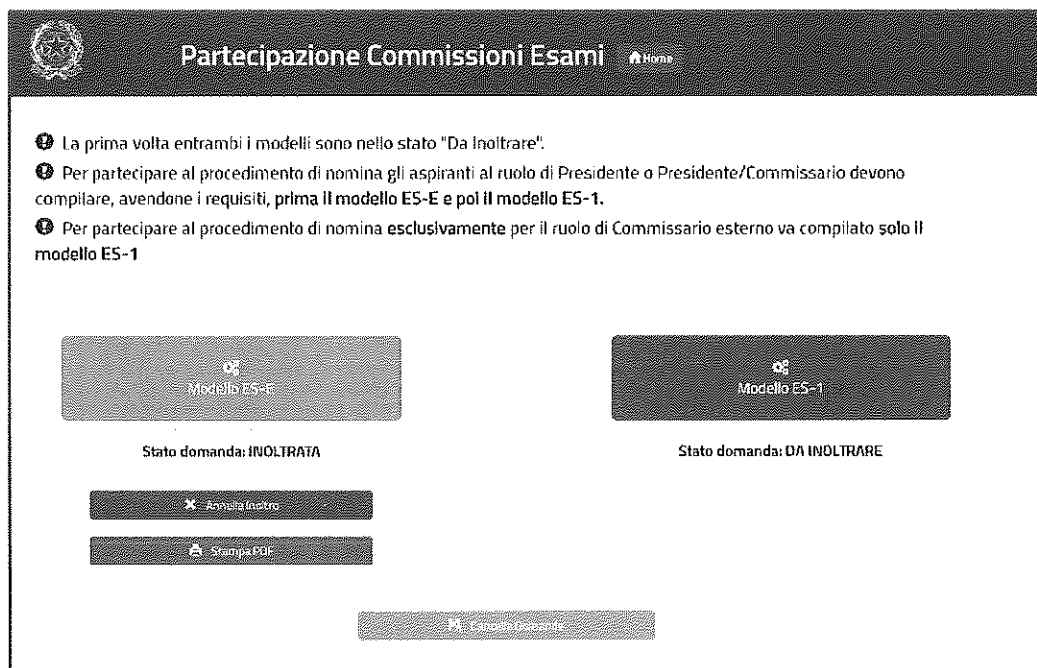 Partecipazione Commissioni Esami Home
La prima volta entrambi i modelli sono nello stato "Da Inoltrare".
Per partecipare al procedimento di nomina gli aspiranti al ruolo di Presidente o Presidente/Commissario devono
compilare, avendone i requisiti, prima il modello ES-E e poi il modello ES-1.
Per partecipare al procedimento di nomina esclusivamente per il ruolo di Commissario esterno va compilato solo il
modello ES-1
Modello ES-E
Modello ES-1
Stato domanda: INOLTRATA
Stato domanda: DA INOLTRARE
Annulla Inoltro
Stampa PDF
Cancella Domande